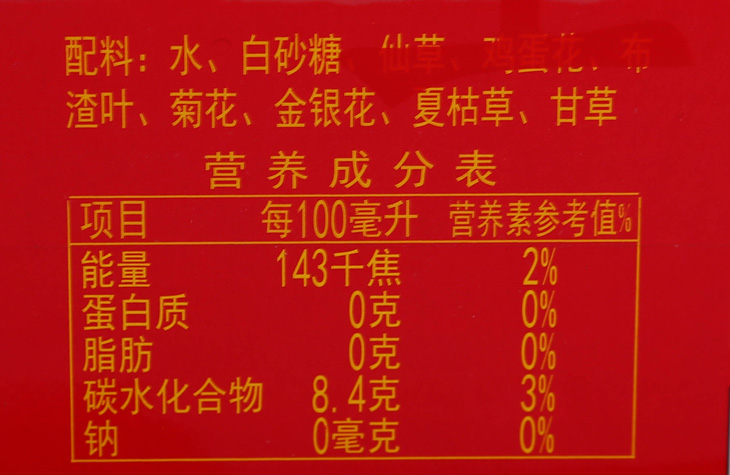 配料：水、白砂糖、仙草、鸡蛋花、布
渣叶、菊花、金银花、夏枯草、甘草
营养成分表
项目 每100毫升 营养素参考值%
能量 143千焦 2%
蛋白质 0克 0%
脂肪 0克 0%
碳水化合物 8.4克 3%
钠 0毫克 0%